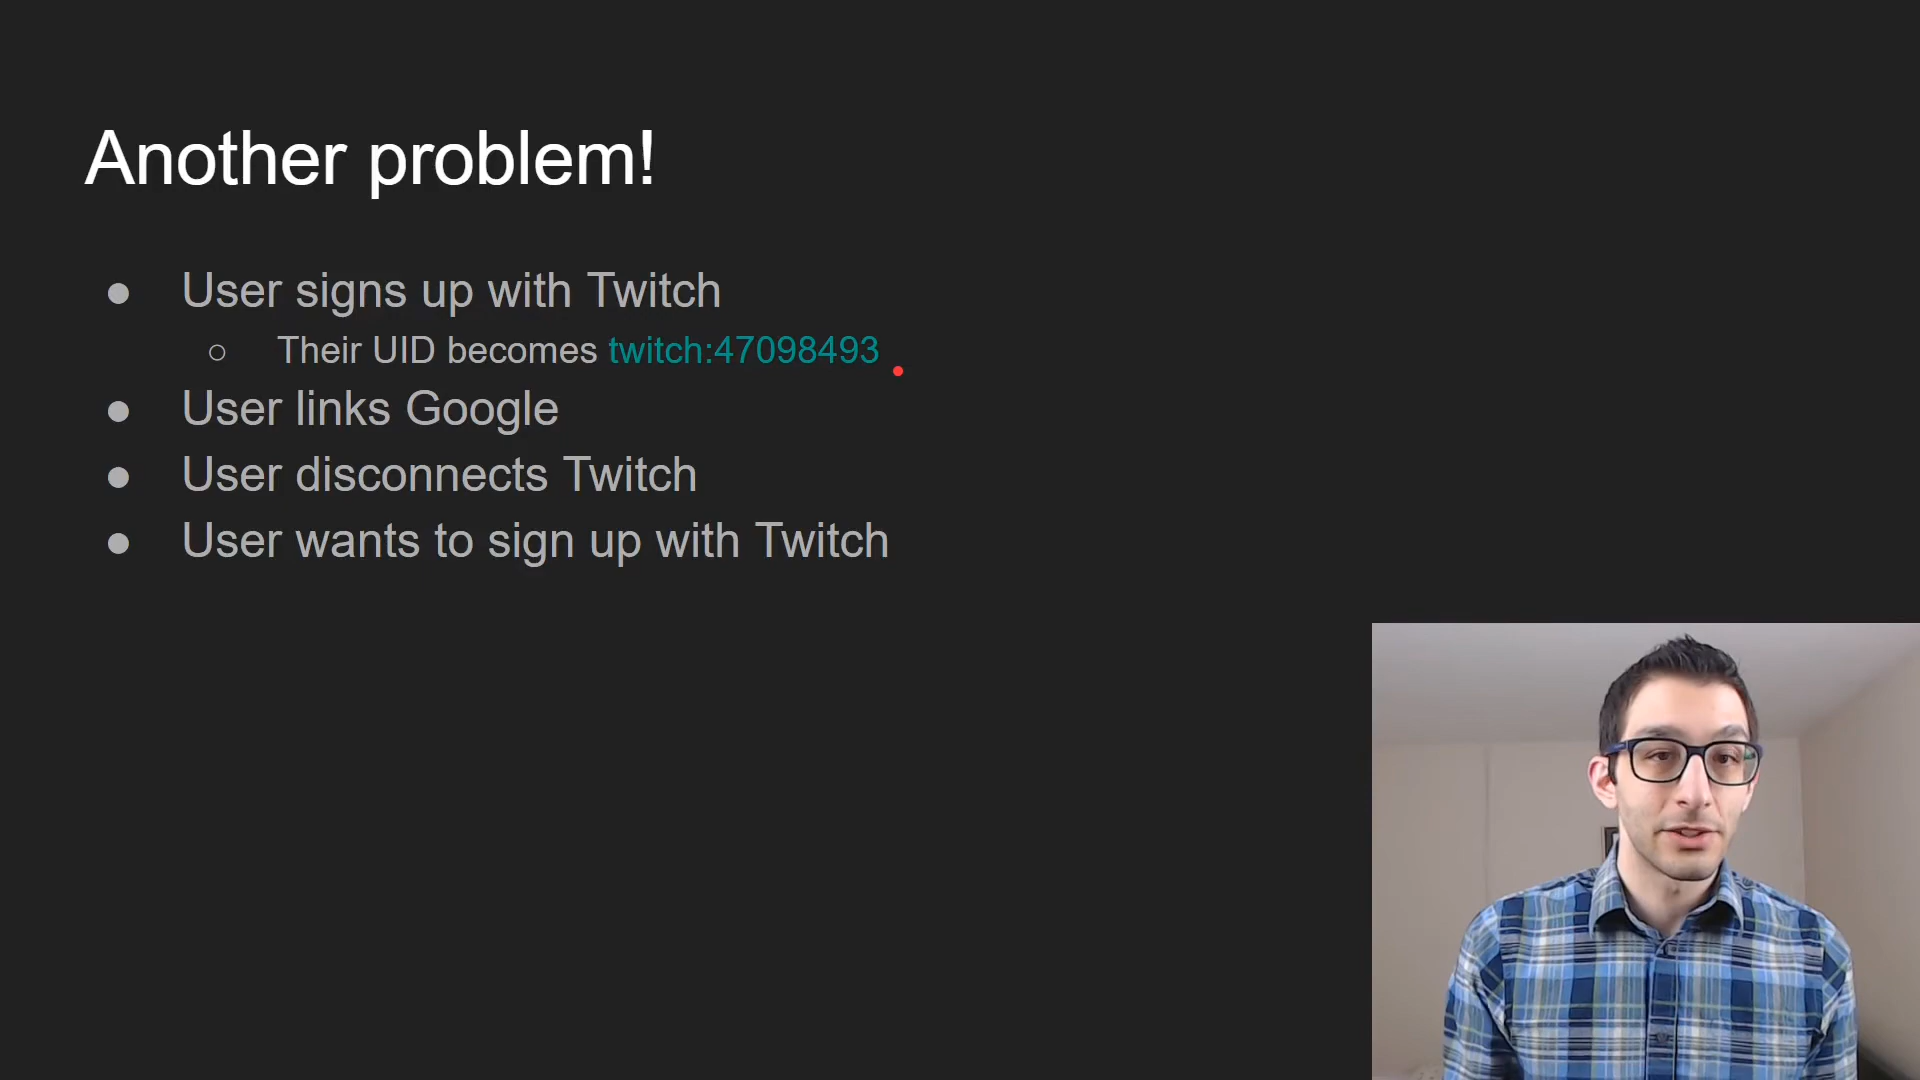 Another problem!
● User signs up with Twitch
○ Their UID becomes twitch:47098493
● User links Google
● User disconnects Twitch
● User wants to sign up with Twitch